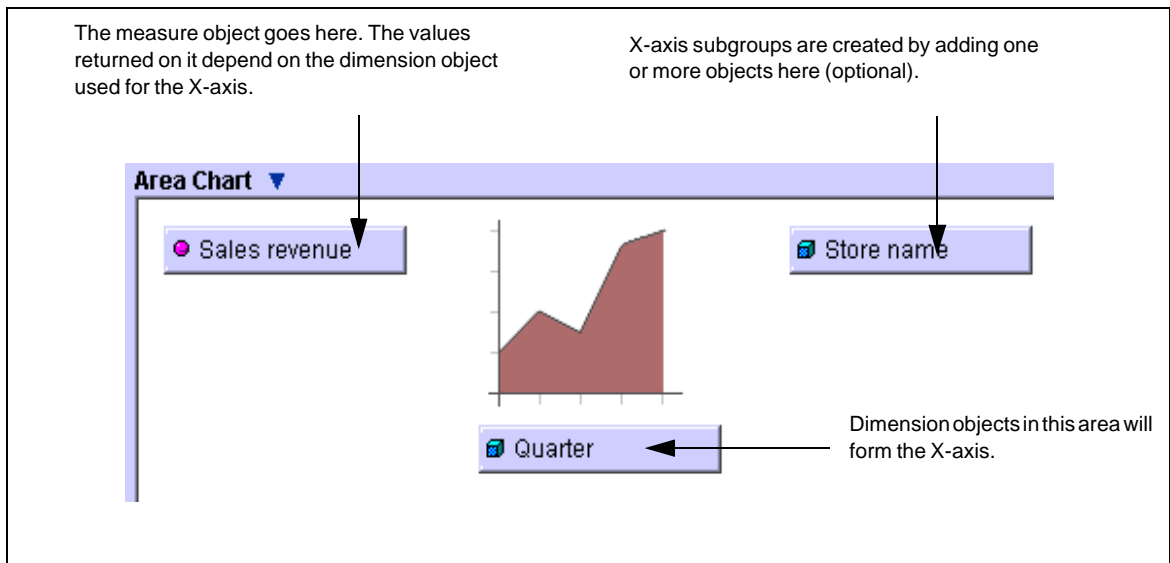 The measure object goes here. The values
returned on it depend on the dimension object
used for the X-axis.
X-axis subgroups are created by adding one
or more objects here (optional).
Area Chart
Sales revenue
Store name
Quarter
Dimension objects in this area will
form the X-axis.